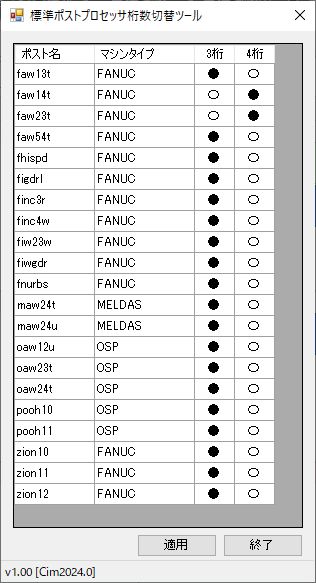 標準ポストプロセッサ桁数切替ツール
ポスト名 マシンタイプ 3桁 4桁
faw13t FANUC ● ○
faw14t FANUC ○ ●
faw23t FANUC ○ ●
faw54t FANUC ● ○
fhispd FANUC ● ○
figdrl FANUC ● ○
finc3r FANUC ● ○
finc4w FANUC ● ○
fiw23w FANUC ● ○
fiwgdr FANUC ● ○
fnurbs FANUC ● ○
maw24t MELDAS ● ○
maw24u MELDAS ● ○
oaw12u OSP ● ○
oaw23t OSP ● ○
oaw24t OSP ● ○
pooh10 OSP ● ○
pooh11 OSP ● ○
zion10 FANUC ● ○
zion11 FANUC ● ○
zion12 FANUC ● ○
適用 終了
v1.00 [Cim2024.0]